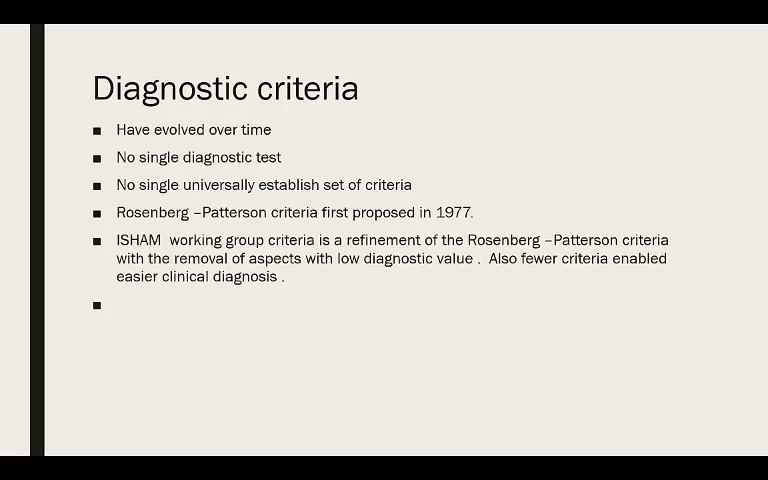 Diagnostic criteria
■ Have evolved over time
■ No single diagnostic test
■ No single universally establish set of criteria
■ Rosenberg –Patterson criteria first proposed in 1977.
■ ISHAM  working group criteria is a refinement of the Rosenberg –Patterson criteria
with the removal of aspects with low diagnostic value .  Also fewer criteria enabled
easier clinical diagnosis .
■